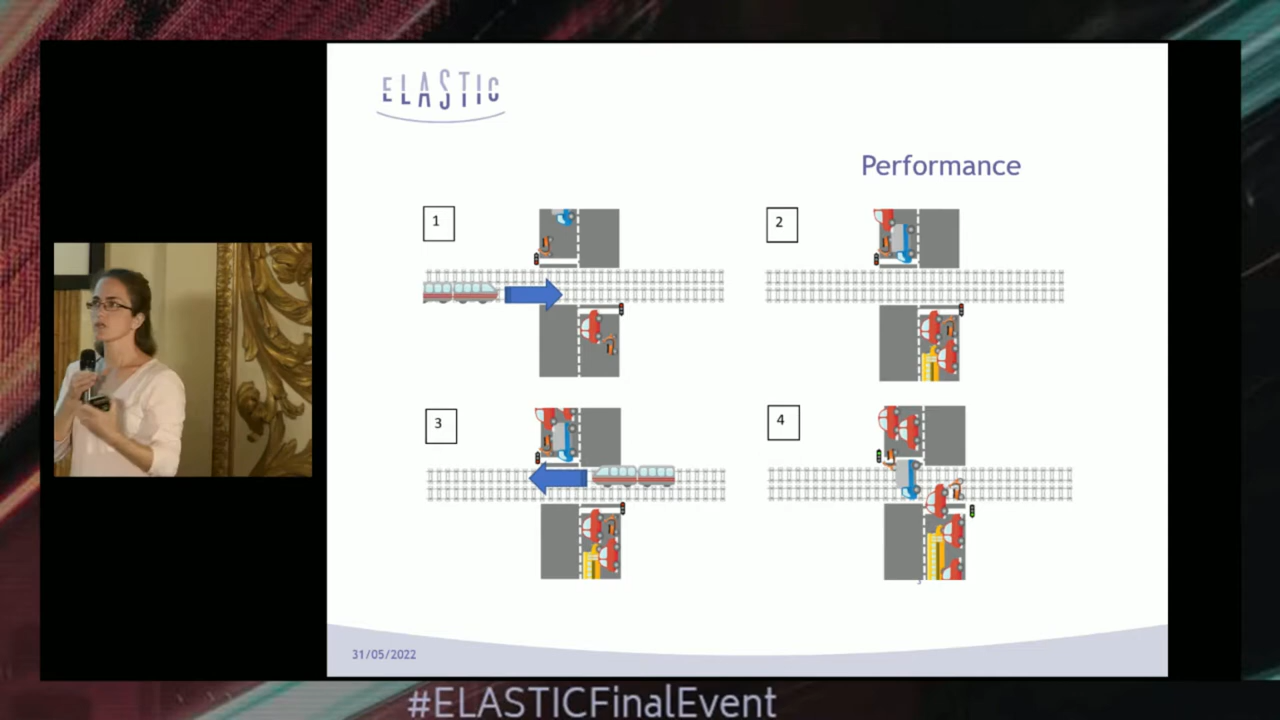 ELASTIC
Performance
1
2
3
4
31/05/2022
#ELASTICFinalEvent